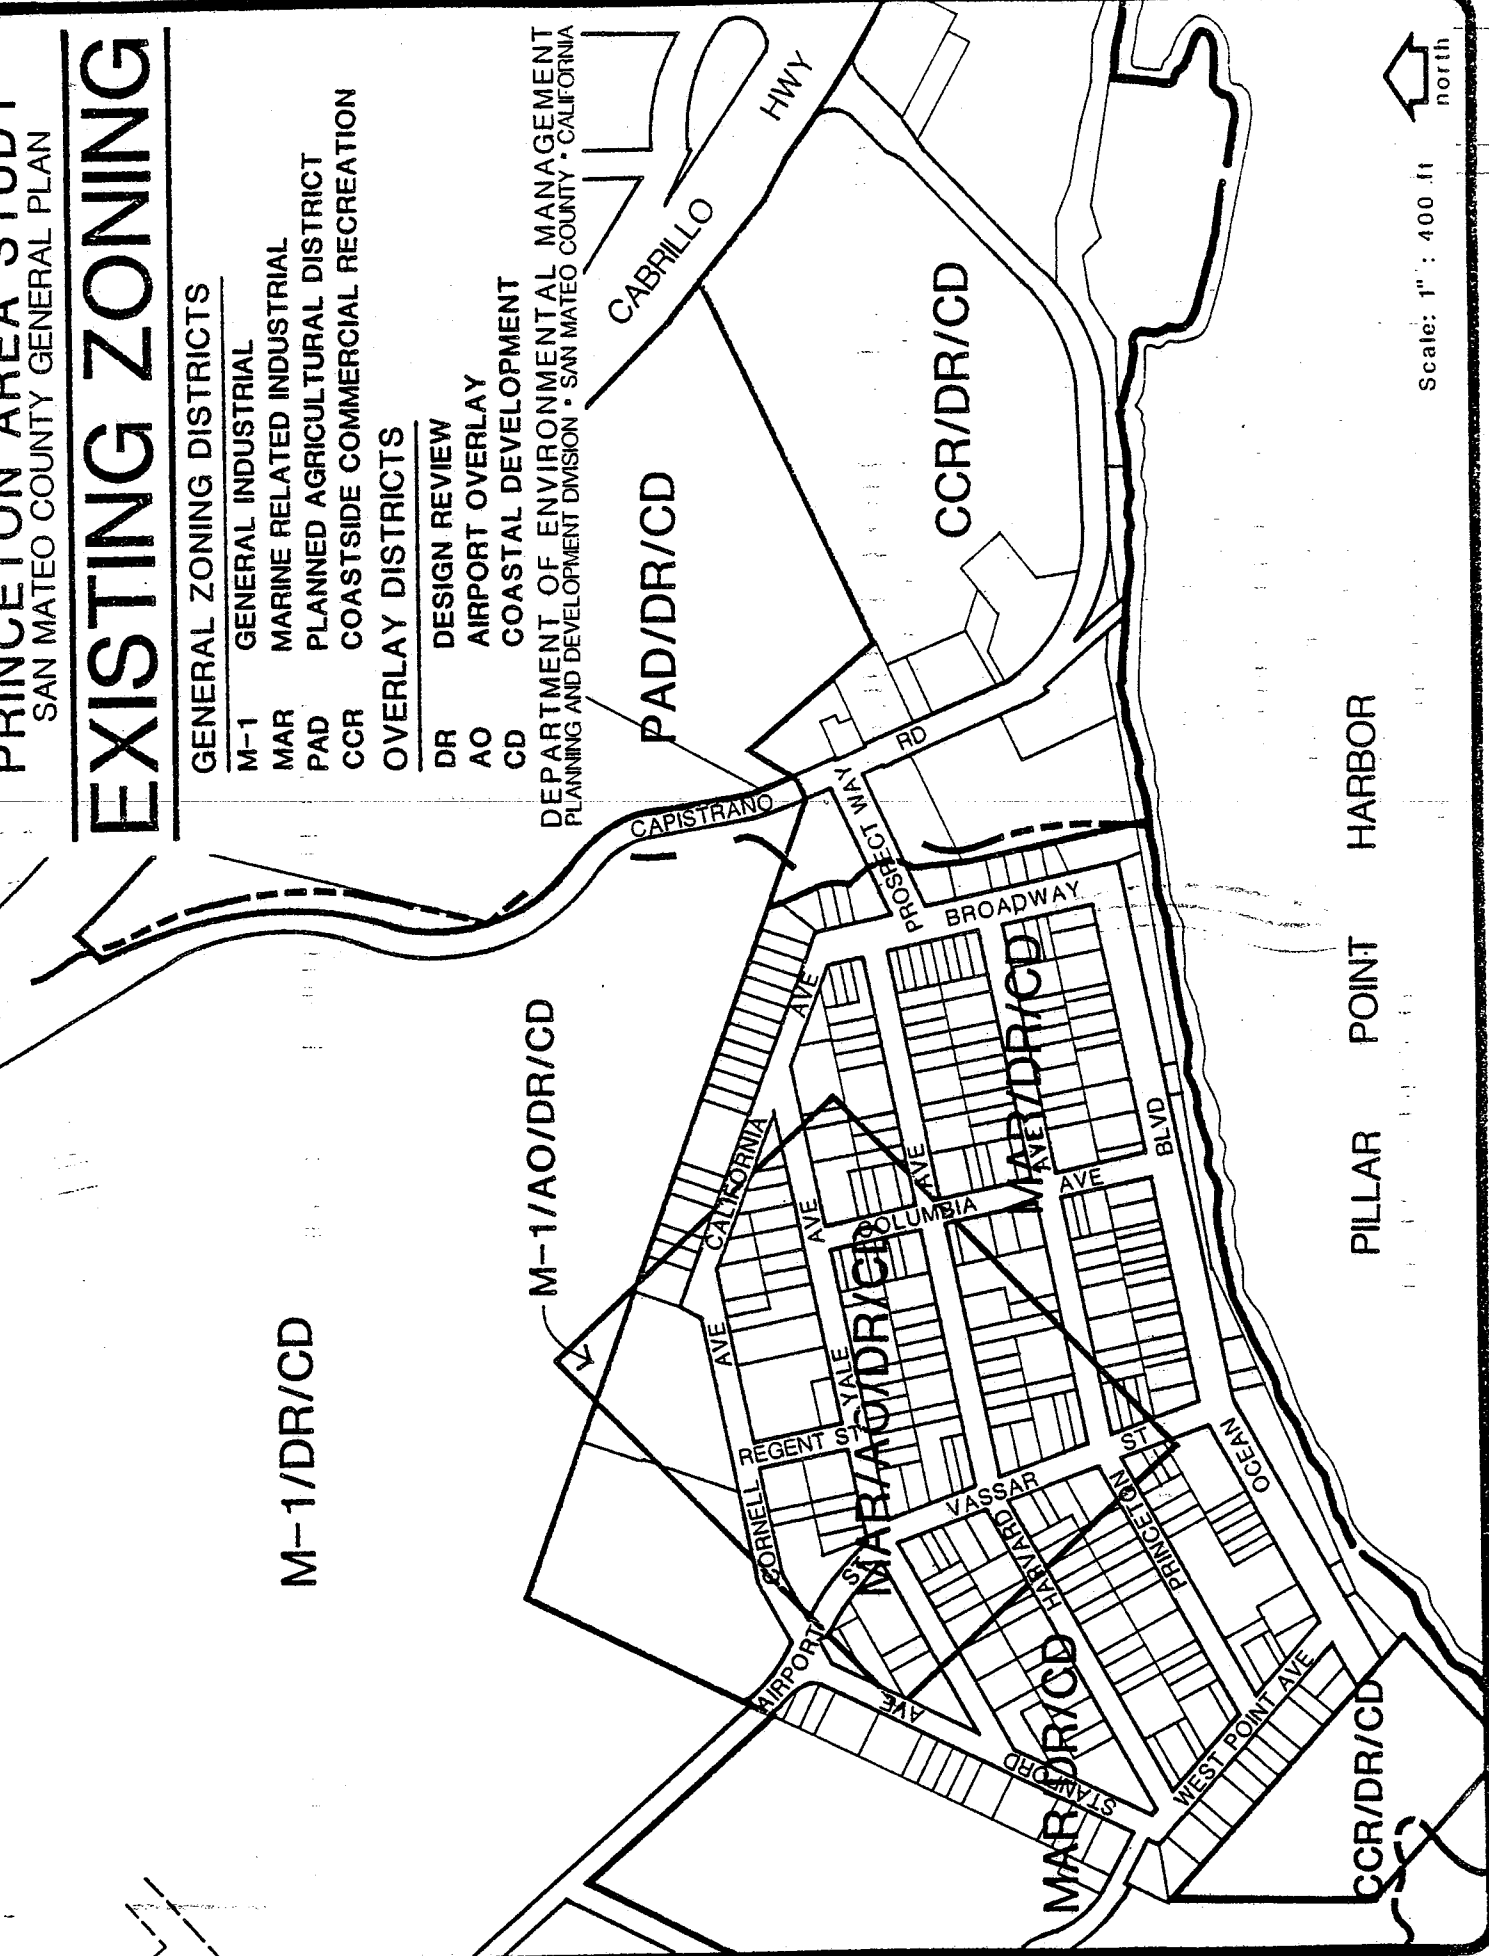 PRINCETON AREA STUDY
SAN MATEO COUNTY GENERAL PLAN
EXISTING ZONING
GENERAL ZONING DISTRICTS
M-1 GENERAL INDUSTRIAL
MAR MARINE RELATED INDUSTRIAL
PAD PLANNED AGRICULTURAL DISTRICT
CCR COASTSIDE COMMERCIAL RECREATION
OVERLAY DISTRICTS
DR DESIGN REVIEW
AO AIRPORT OVERLAY
CD COASTAL DEVELOPMENT
DEPARTMENT OF ENVIRONMENTAL MANAGEMENT
PLANNING AND DEVELOPMENT DIVISION • SAN MATEO COUNTY • CALIFORNIA
CABRILLO HWY
M-1/DR/CD
M-1/AO/DR/CD
PAD/DR/CD
CCR/DR/CD
CAPISTRANO RD
PROSPECT WAY
BROADWAY
CALIFORNIA AVE
CORNELL AVE
YALE AVE
REGENT ST
COLUMBIA AVE
AVE
MAR/AO/DR/CD
MAR/DR/CD
AVE
VASSAR ST
HARVARD
PRINCETON
AIRPORT ST
STANFORD AVE
MAR/DR/CD
WEST POINT AVE
OCEAN BLVD
CCR/DR/CD
PILLAR POINT HARBOR
Scale: 1" : 400 ft
north